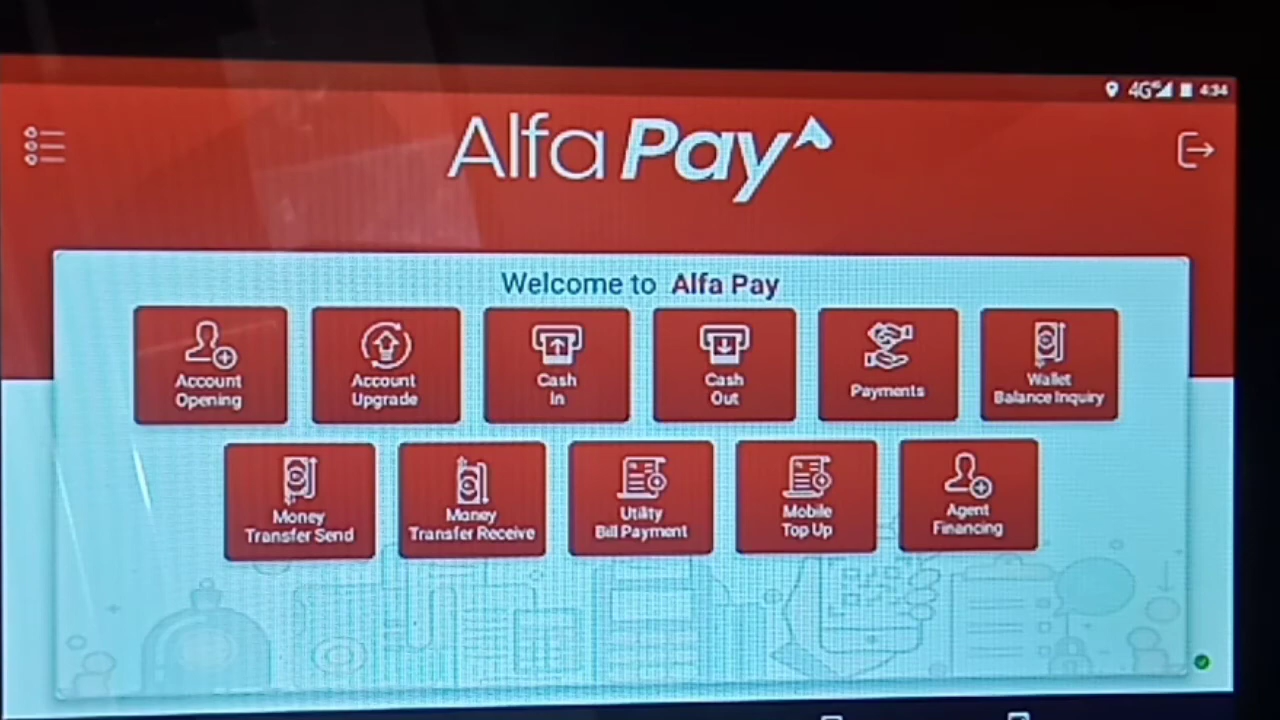 4G 4:34
Alfa Pay
Welcome to Alfa Pay
Account
Opening
Account
Upgrade
Cash
In
Cash
Out
Payments
Wallet
Balance Inquiry
Money
Transfer Send
Money
Transfer Receive
Utility
Bill Payment
Mobile
Top Up
Agent
Financing